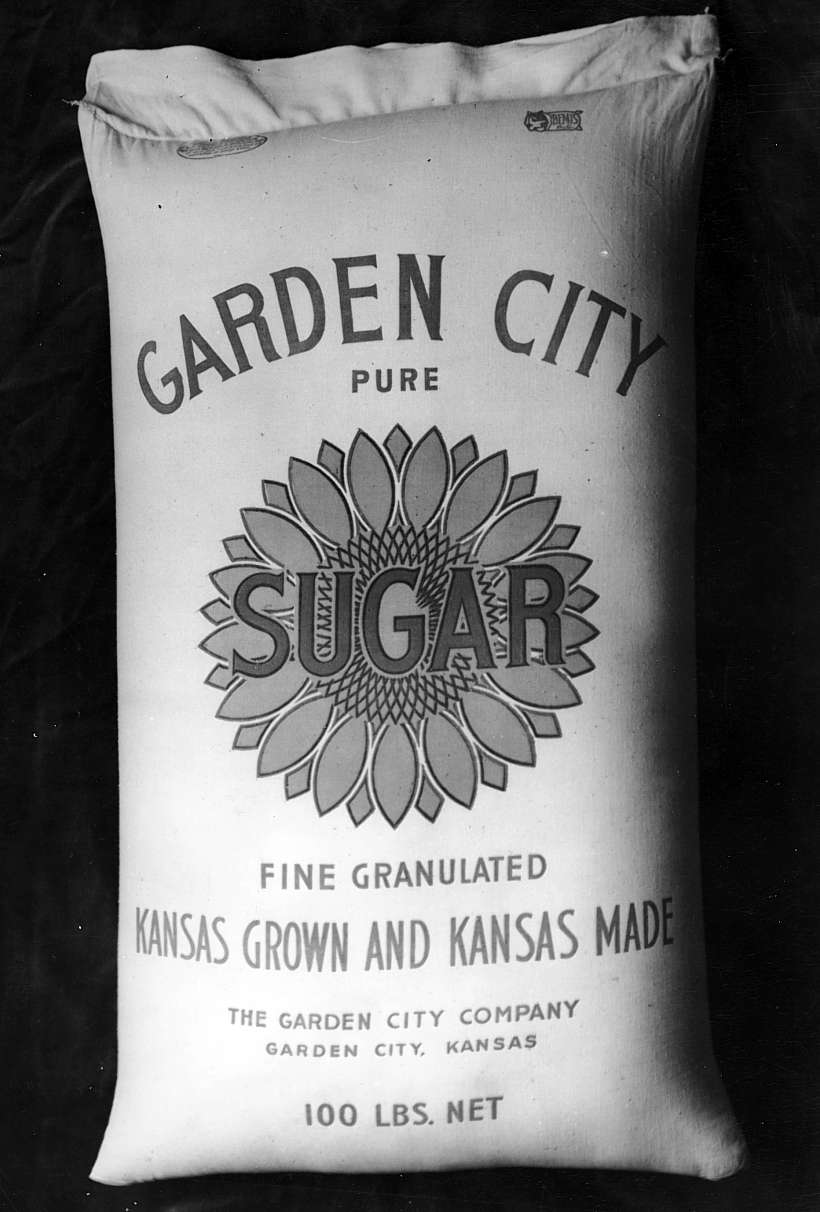 BEMIS
GARDEN CITY
PURE
SUGAR
FINE GRANULATED
KANSAS GROWN AND KANSAS MADE
THE GARDEN CITY COMPANY
GARDEN CITY, KANSAS
100 LBS. NET